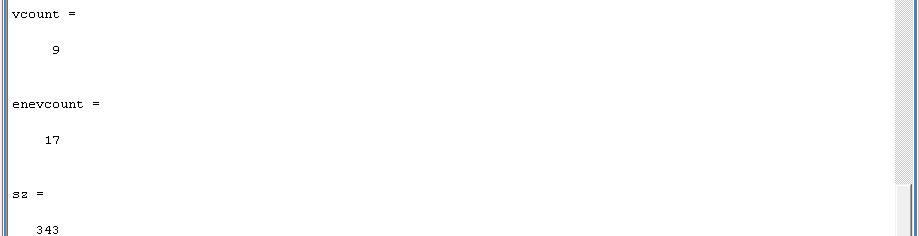 vcount =
9
enevcount =
17
sz =
343